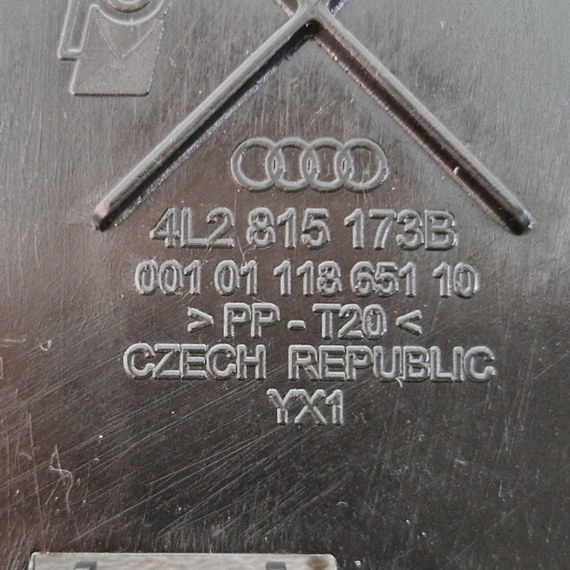 4L2 815 173B
001 01 118 651 10
>PP-T20<
CZECH REPUBLIC
YX1